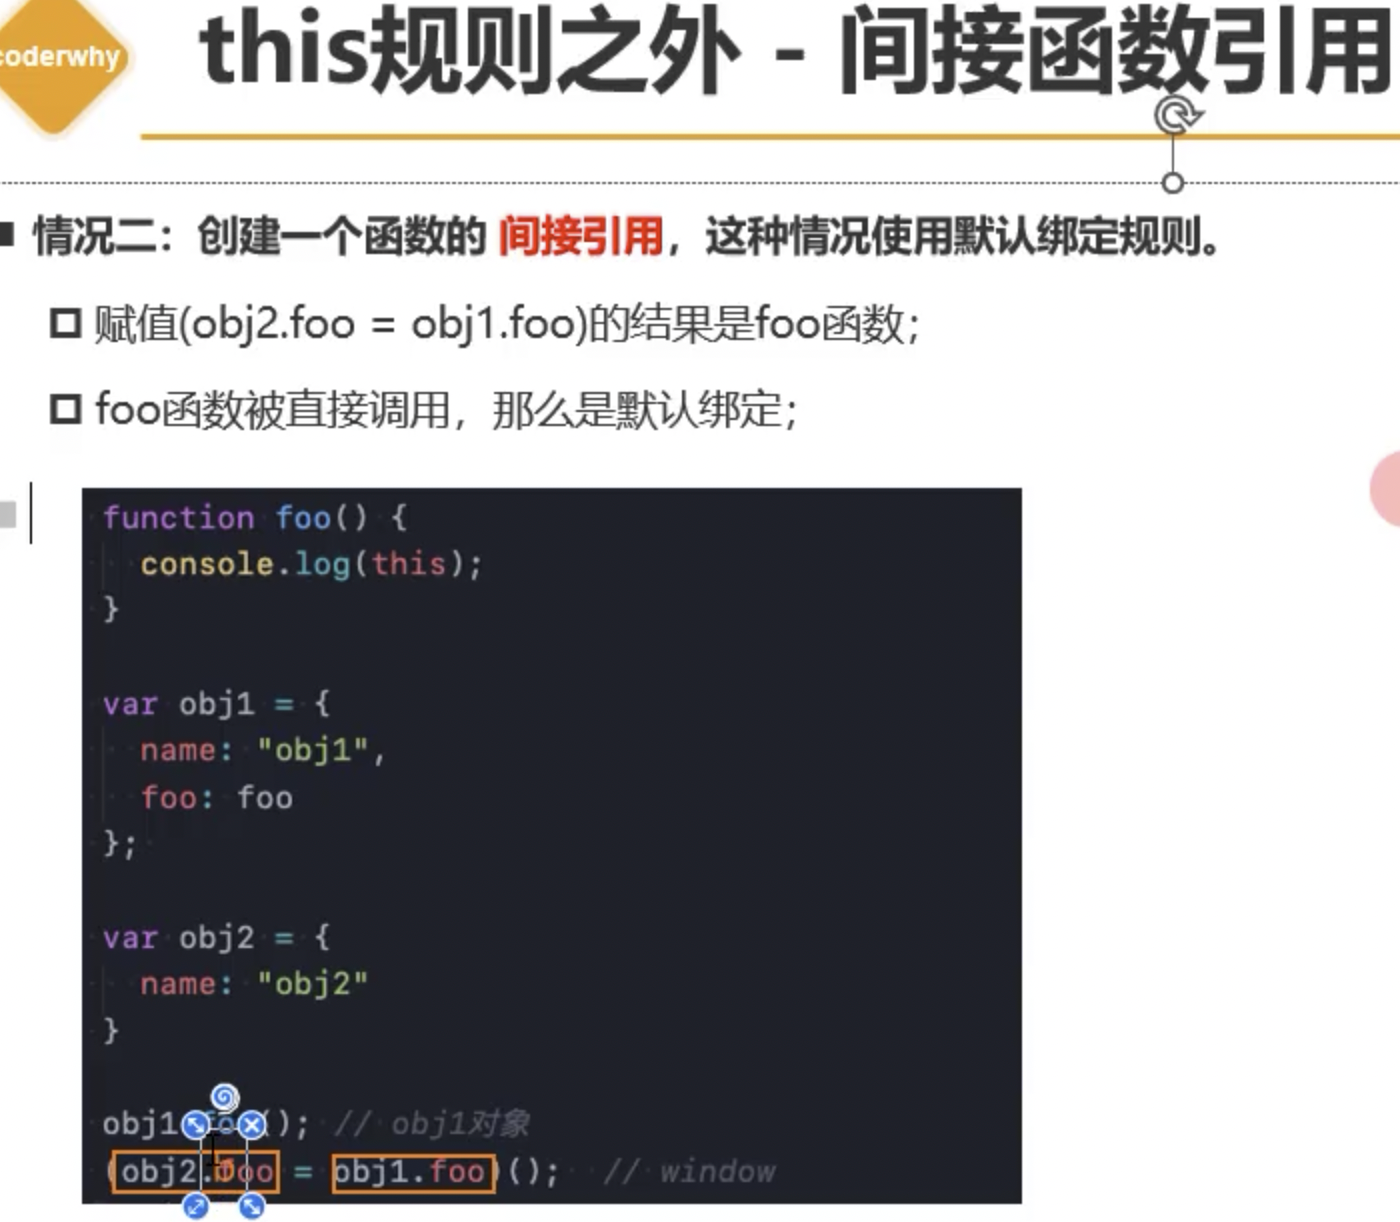 coderwhy
this规则之外 - 间接函数引用
情况二：创建一个函数的 间接引用，这种情况使用默认绑定规则。
赋值(obj2.foo = obj1.foo)的结果是foo函数；
foo函数被直接调用，那么是默认绑定；
function foo() {
console.log(this);
}
var obj1 = {
name: "obj1",
foo: foo
};
var obj2 = {
name: "obj2"
}
obj1.foo(); // obj1对象
(obj2.foo = obj1.foo)(); // window